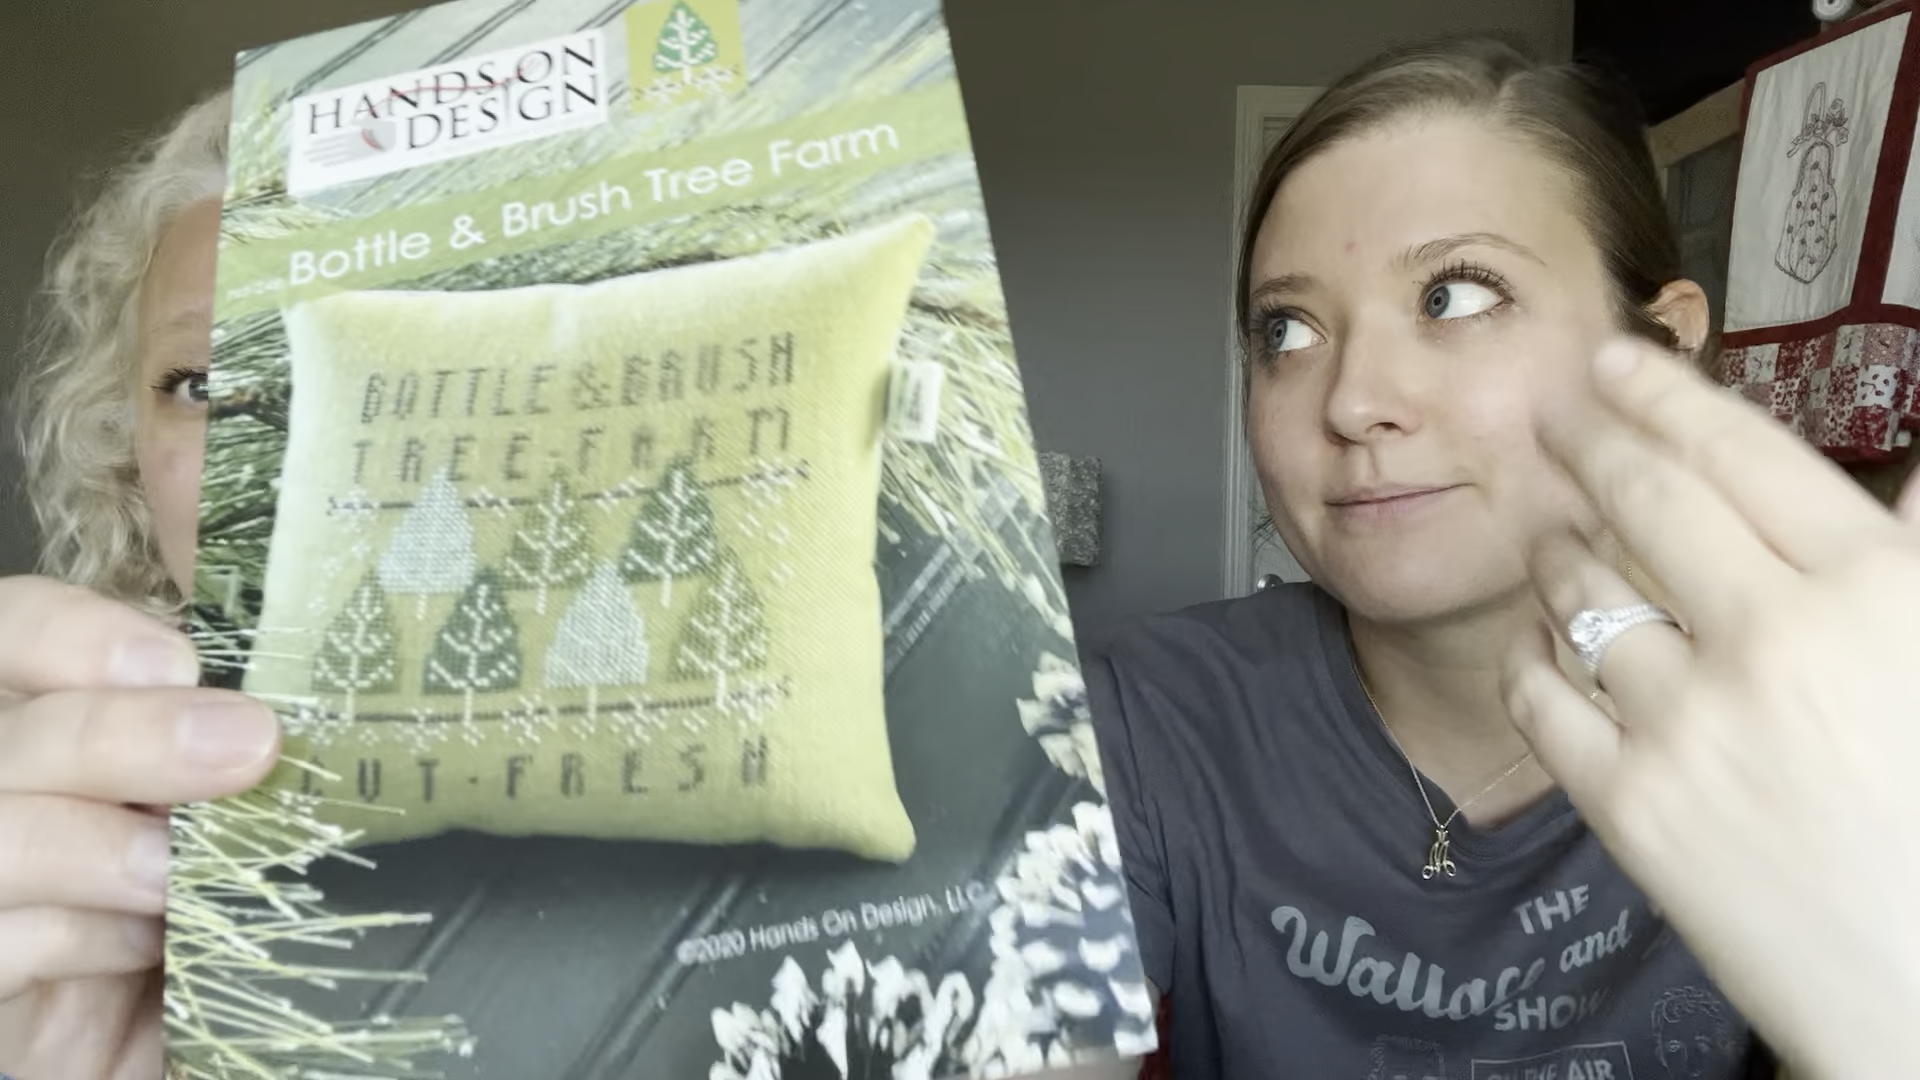 HANDS ON
DESIGN
Bottle & Brush Tree Farm
BOTTLE & BRUSH
TREE · FARM
CUT · FRESH
©2020 Hands On Design, LLC
THE
Wallace and
SHOW
AIR